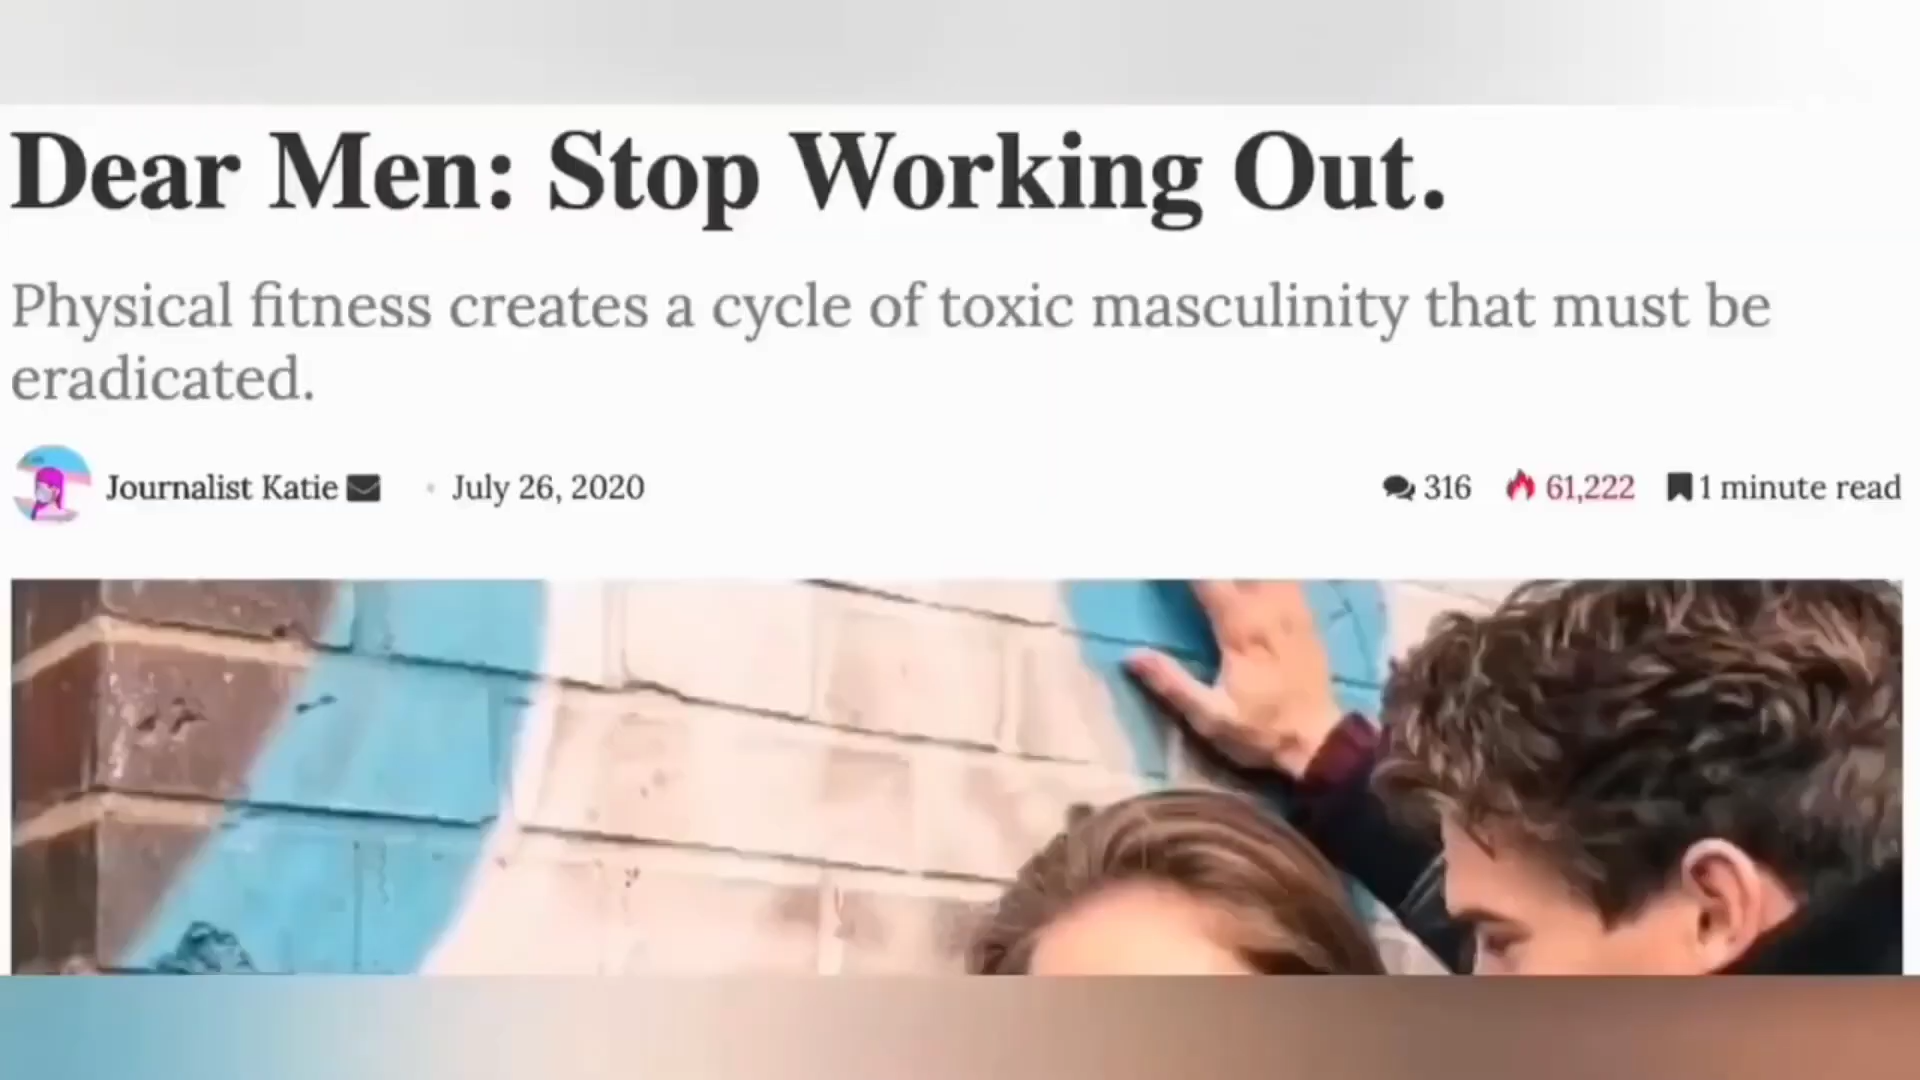 Dear Men: Stop Working Out.
Physical fitness creates a cycle of toxic masculinity that must be
eradicated.
Journalist Katie • July 26, 2020 316 61,222 1 minute read